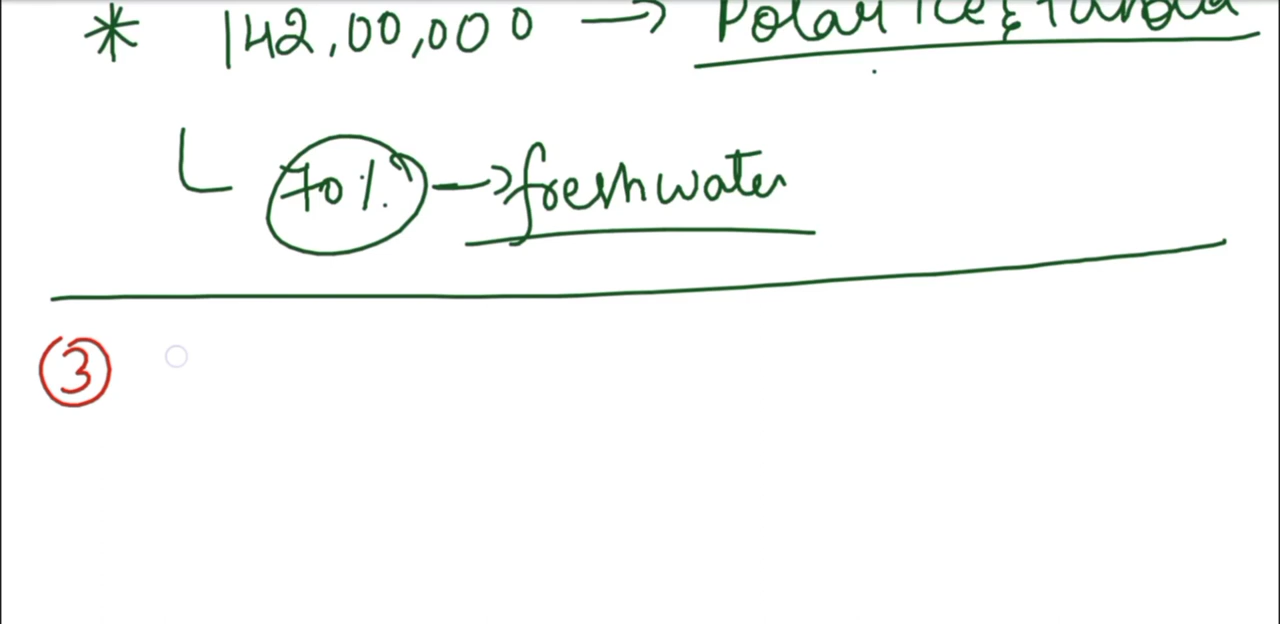 * 142,00,000 → Polar Ice &
70% → freshwater
3